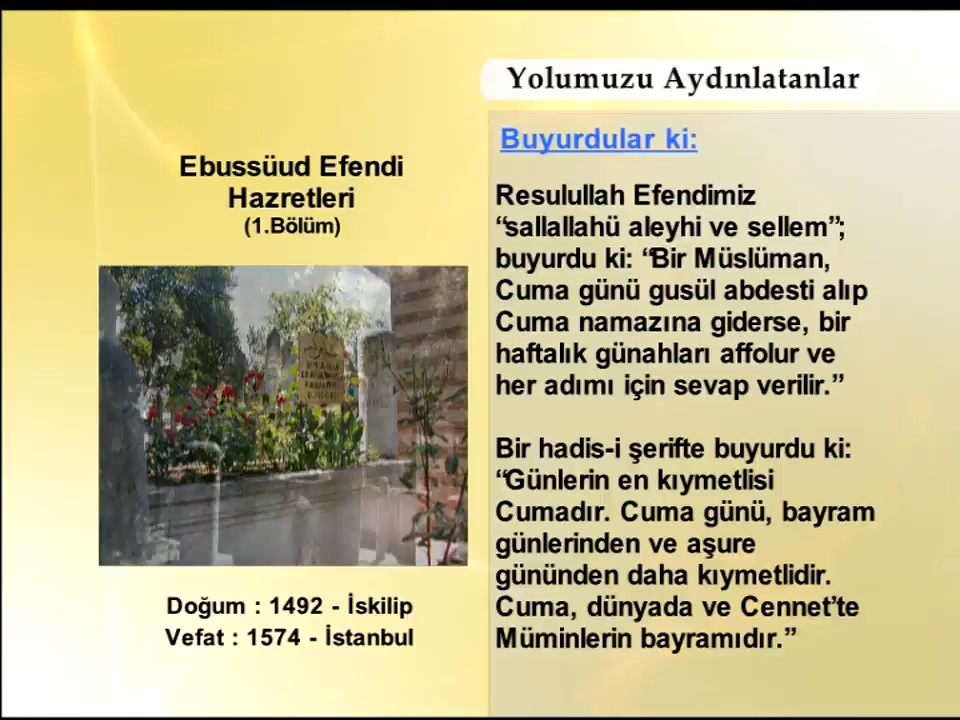 Yolumuzu Aydınlatanlar
Ebussüud Efendi
Hazretleri
(1.Bölüm)
Doğum : 1492 - İskilip
Vefat : 1574 - İstanbul
Buyurdular ki:
Resulullah Efendimiz
“sallallahü aleyhi ve sellem”;
buyurdu ki: “Bir Müslüman,
Cuma günü gusül abdesti alıp
Cuma namazına giderse, bir
haftalık günahları affolur ve
her adımı için sevap verilir.”
Bir hadis-i şerifte buyurdu ki:
“Günlerin en kıymetlisi
Cumadır. Cuma günü, bayram
günlerinden ve aşure
gününden daha kıymetlidir.
Cuma, dünyada ve Cennet’te
Müminlerin bayramıdır.”